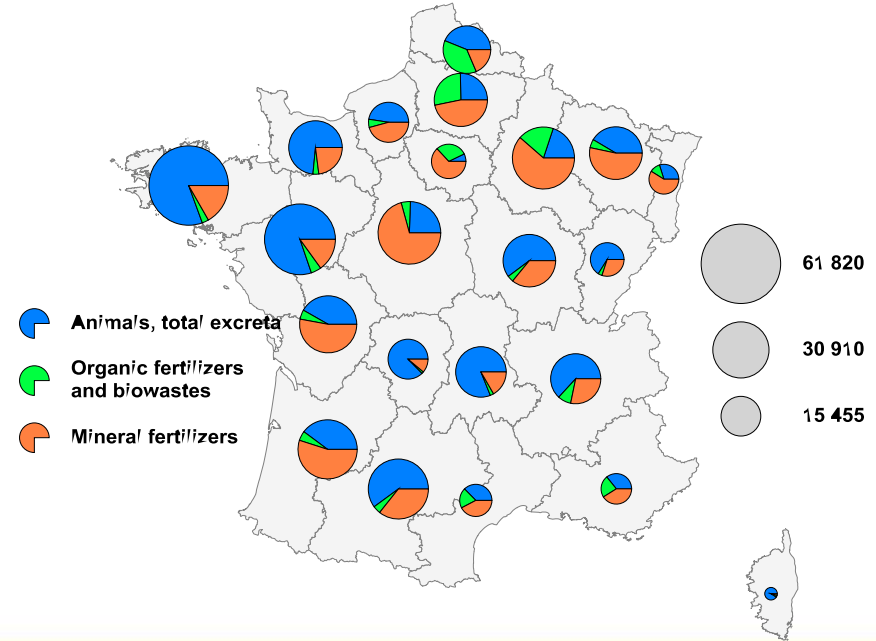 61 820
Animals, total excreta
30 910
Organic fertilizers
and biowastes
15 455
Mineral fertilizers